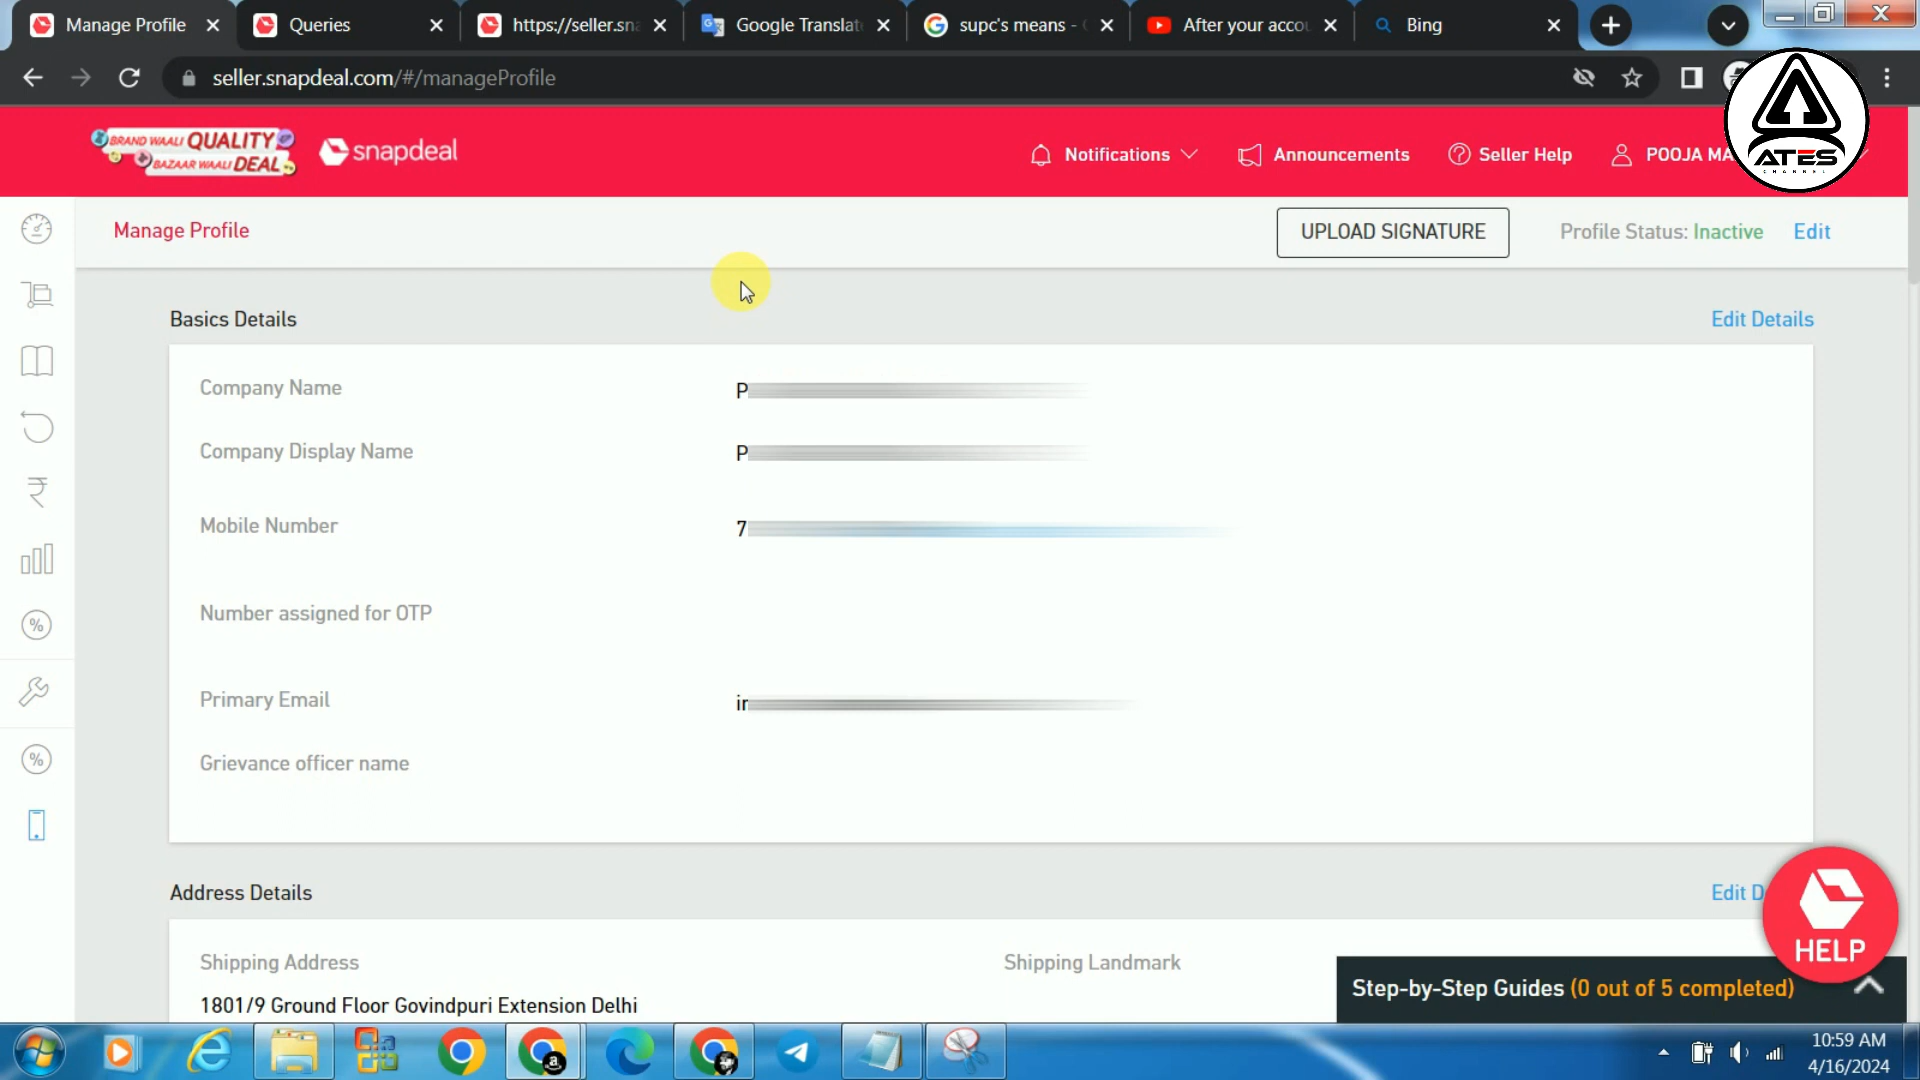 Manage Profile
Queries
https://seller.sna
Google Translat
supc's means -
After your accou
Bing
seller.snapdeal.com/#/manageProfile
BRAND WAALI QUALITY
BAZAAR WAALI DEAL
snapdeal
Notifications
Announcements
Seller Help
POOJA MA
ATES
CHANNEL
Manage Profile
UPLOAD SIGNATURE
Profile Status: Inactive
Edit
Basics Details
Edit Details
Company Name
P
Company Display Name
P
Mobile Number
7
Number assigned for OTP
Primary Email
ir
Grievance officer name
Address Details
Edit D
HELP
Shipping Address
Shipping Landmark
1801/9 Ground Floor Govindpuri Extension Delhi
Step-by-Step Guides (0 out of 5 completed)
10:59 AM
4/16/2024